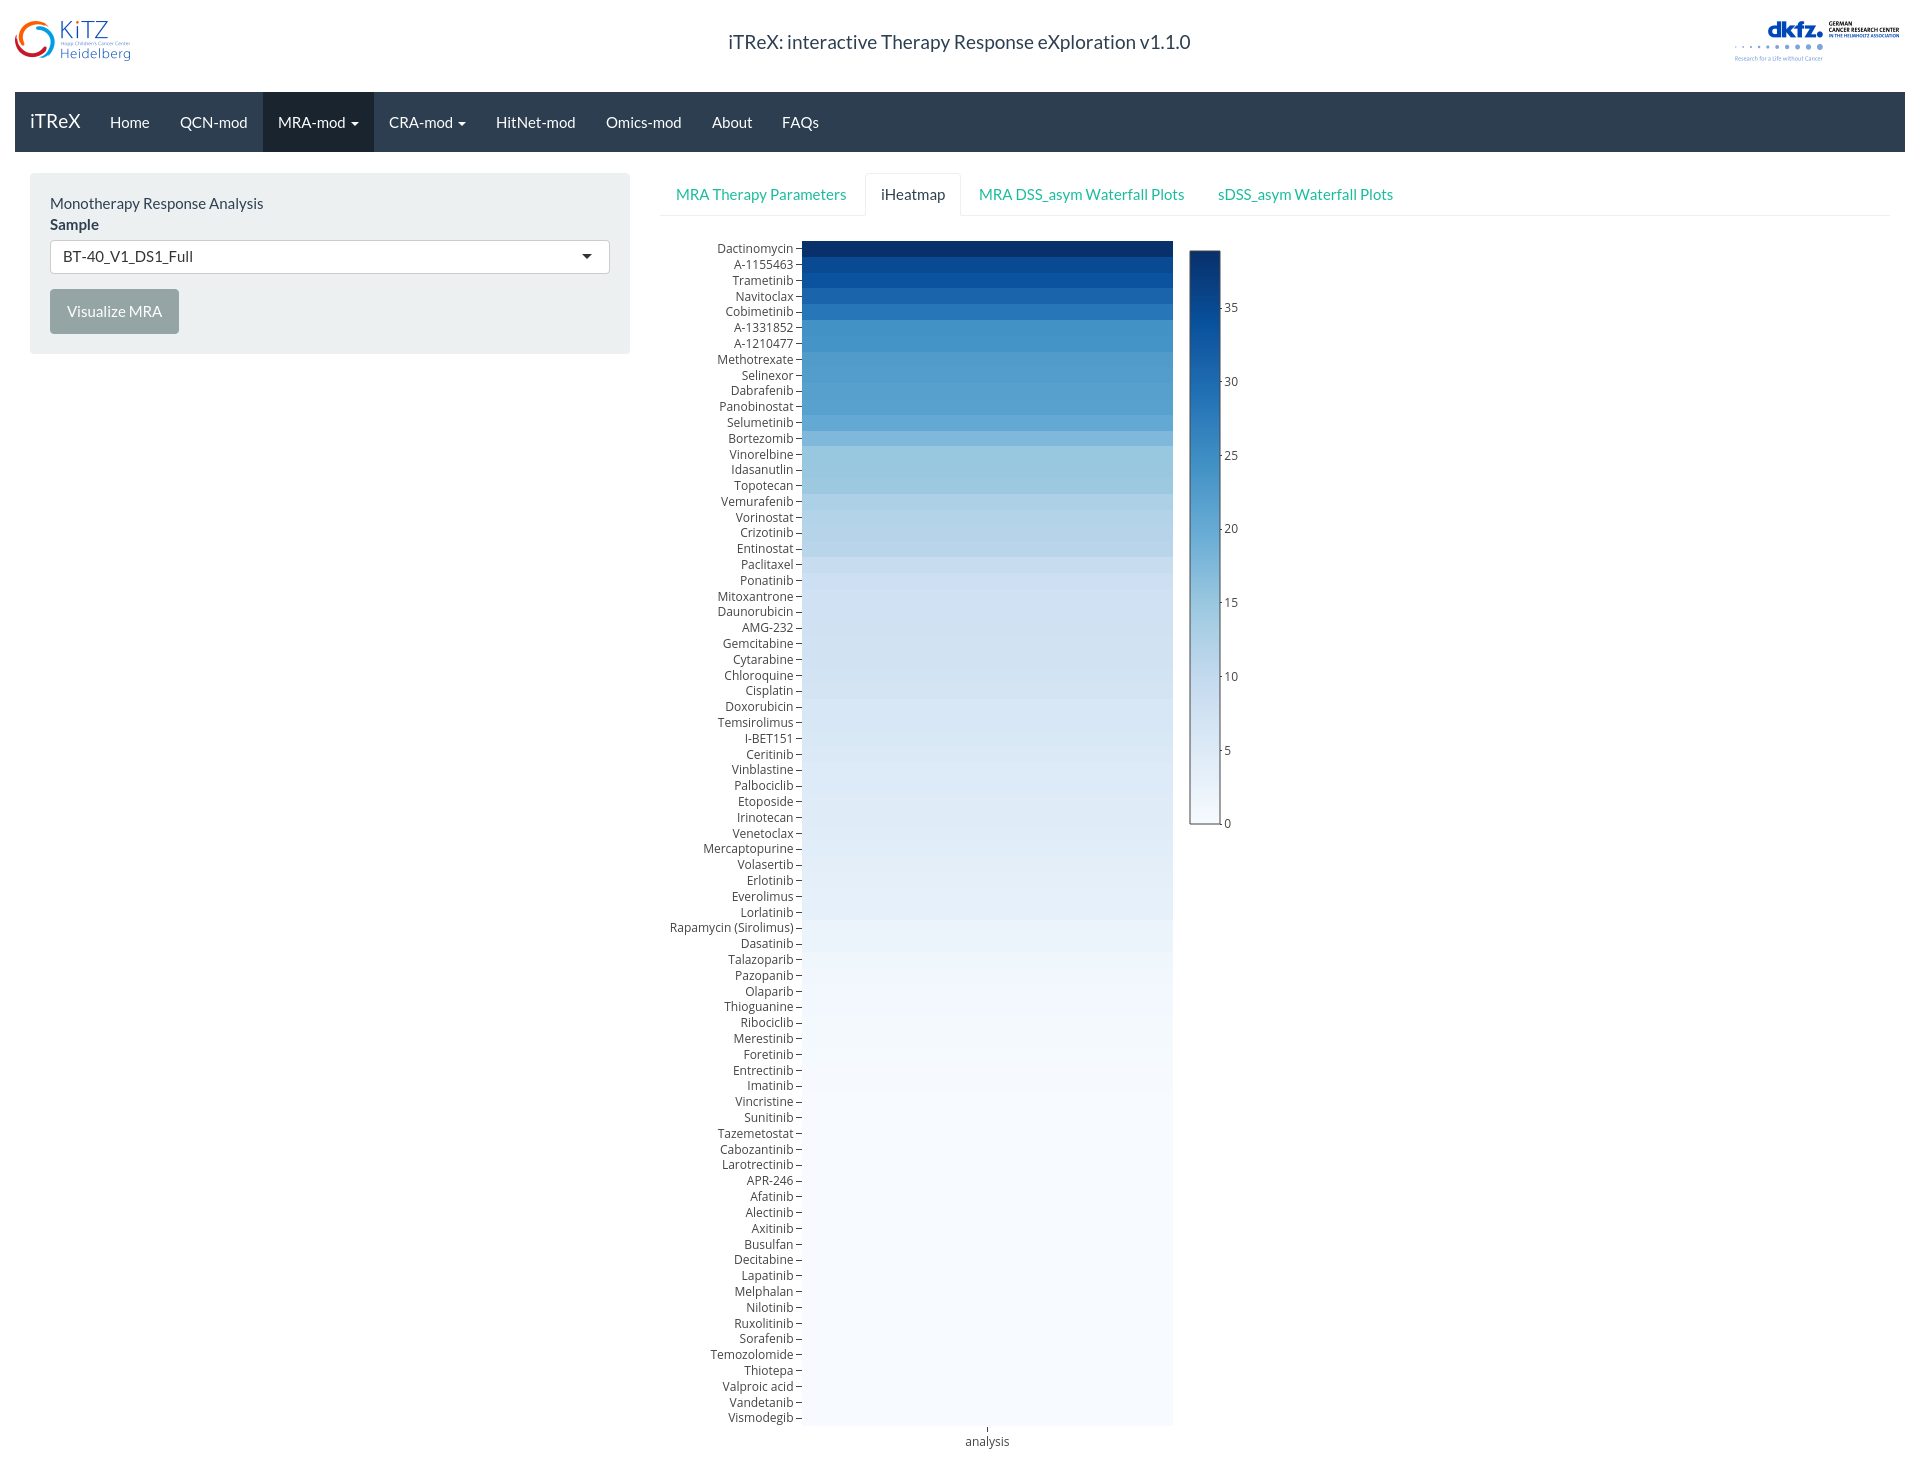 KiTZ
Hopp Children's Cancer Center
Heidelberg
iTReX: interactive Therapy Response eXploration v1.1.0
dkfz.
GERMAN
CANCER RESEARCH CENTER
IN THE HELMHOLTZ ASSOCIATION
Research for a Life without Cancer
iTReX Home QCN-mod MRA-mod CRA-mod HitNet-mod Omics-mod About FAQs
Monotherapy Response Analysis
Sample
BT-40_V1_DS1_Full
Visualize MRA
MRA Therapy Parameters iHeatmap MRA DSS_asym Waterfall Plots sDSS_asym Waterfall Plots
Dactinomycin
A-1155463
Trametinib
Navitoclax
Cobimetinib
A-1331852
A-1210477
Methotrexate
Selinexor
Dabrafenib
Panobinostat
Selumetinib
Bortezomib
Vinorelbine
Idasanutlin
Topotecan
Vemurafenib
Vorinostat
Crizotinib
Entinostat
Paclitaxel
Ponatinib
Mitoxantrone
Daunorubicin
AMG-232
Gemcitabine
Cytarabine
Chloroquine
Cisplatin
Doxorubicin
Temsirolimus
I-BET151
Ceritinib
Vinblastine
Palbociclib
Etoposide
Irinotecan
Venetoclax
Mercaptopurine
Volasertib
Erlotinib
Everolimus
Lorlatinib
Rapamycin (Sirolimus)
Dasatinib
Talazoparib
Pazopanib
Olaparib
Thioguanine
Ribociclib
Merestinib
Foretinib
Entrectinib
Imatinib
Vincristine
Sunitinib
Tazemetostat
Cabozantinib
Larotrectinib
APR-246
Afatinib
Alectinib
Axitinib
Busulfan
Decitabine
Lapatinib
Melphalan
Nilotinib
Ruxolitinib
Sorafenib
Temozolomide
Thiotepa
Valproic acid
Vandetanib
Vismodegib
analysis
35
30
25
20
15
10
5
0